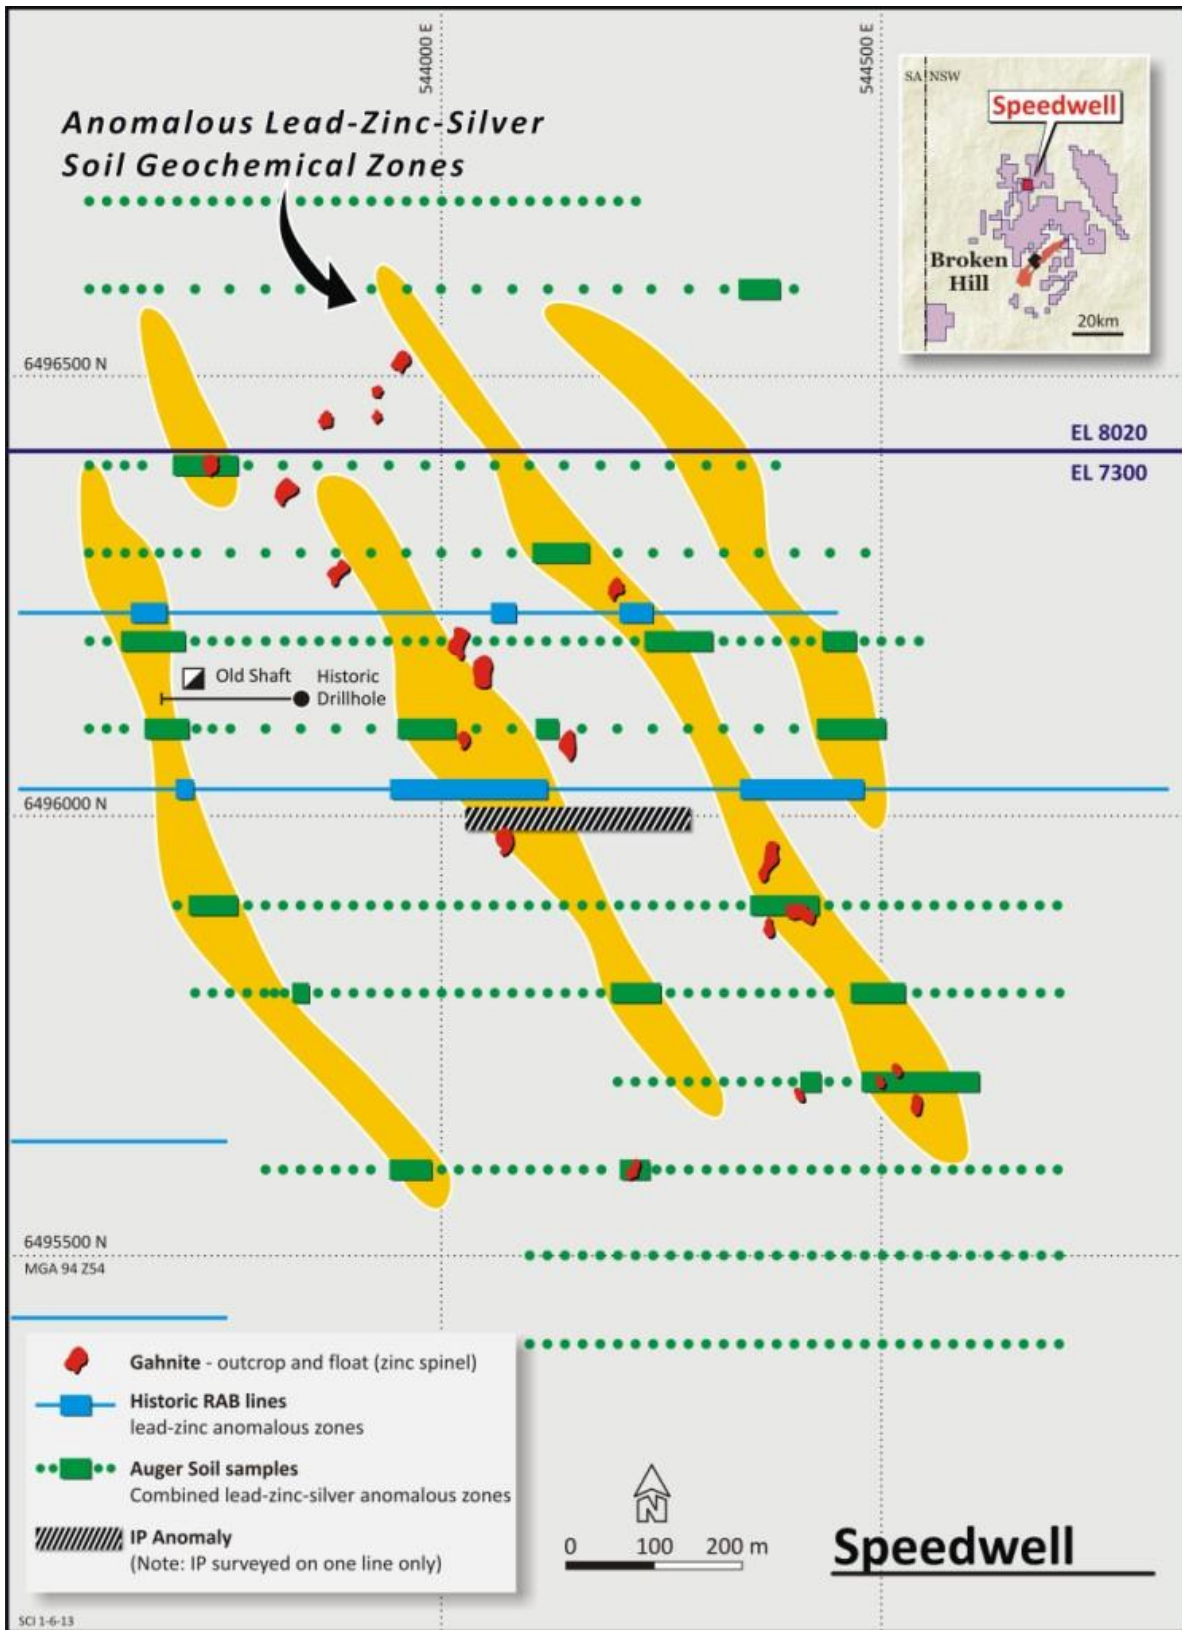 544000 E
544500 E
Anomalous Lead-Zinc-Silver
Soil Geochemical Zones
SA NSW
Speedwell
Broken
Hill
20km
6496500 N
EL 8020
EL 7300
Old Shaft
Historic
Drillhole
6496000 N
6495500 N
MGA 94 Z54
Gahnite - outcrop and float (zinc spinel)
Historic RAB lines
lead-zinc anomalous zones
Auger Soil samples
Combined lead-zinc-silver anomalous zones
IP Anomaly
(Note: IP surveyed on one line only)
N
0 100 200 m
Speedwell
SCI 1-6-13